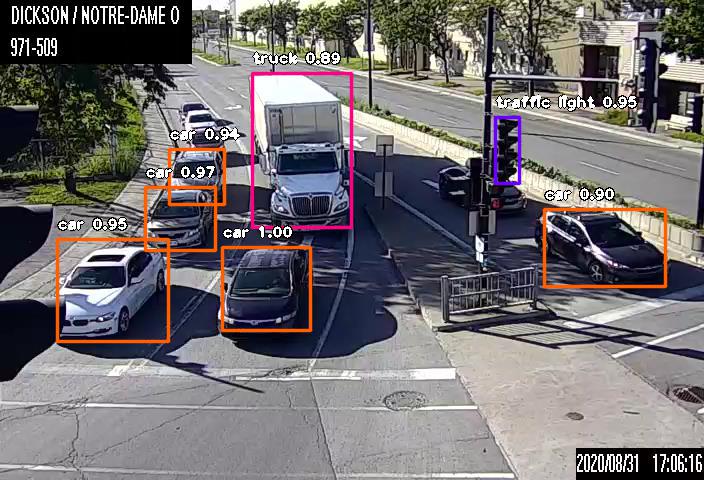 DICKSON / NOTRE-DAME O
971-509
truck 0.89
traffic light 0.95
car 0.94
car 0.97
car 0.90
car 0.95
car 1.00
2020/08/31 17:06:16